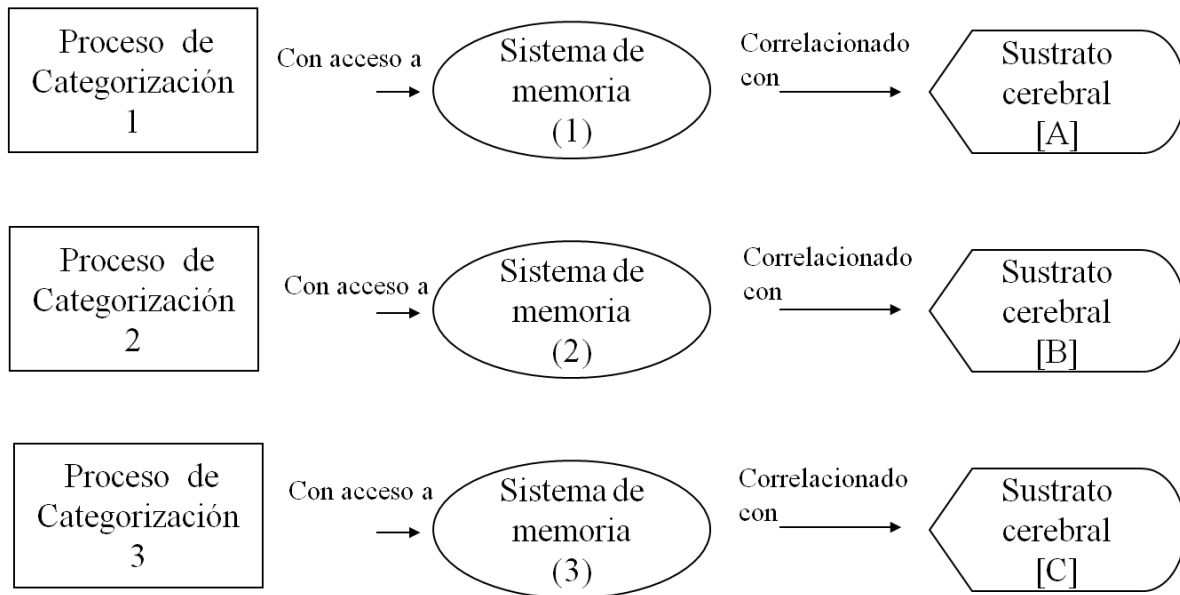 Proceso de
Categorización
1
Con acceso a
Sistema de
memoria
(1)
Correlacionado
con
Sustrato
cerebral
[A]
Proceso de
Categorización
2
Con acceso a
Sistema de
memoria
(2)
Correlacionado
con
Sustrato
cerebral
[B]
Proceso de
Categorización
3
Con acceso a
Sistema de
memoria
(3)
Correlacionado
con
Sustrato
cerebral
[C]